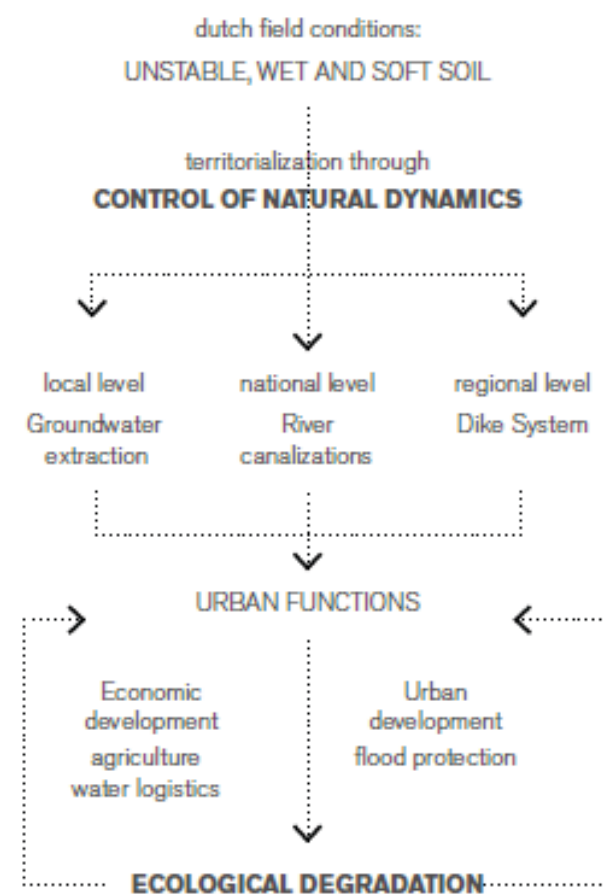 dutch field conditions:
UNSTABLE, WET AND SOFT SOIL
territorialization through
CONTROL OF NATURAL DYNAMICS
local level
Groundwater
extraction
national level
River
canalizations
regional level
Dike System
URBAN FUNCTIONS
Economic
development
agriculture
water logistics
Urban
development
flood protection
ECOLOGICAL DEGRADATION